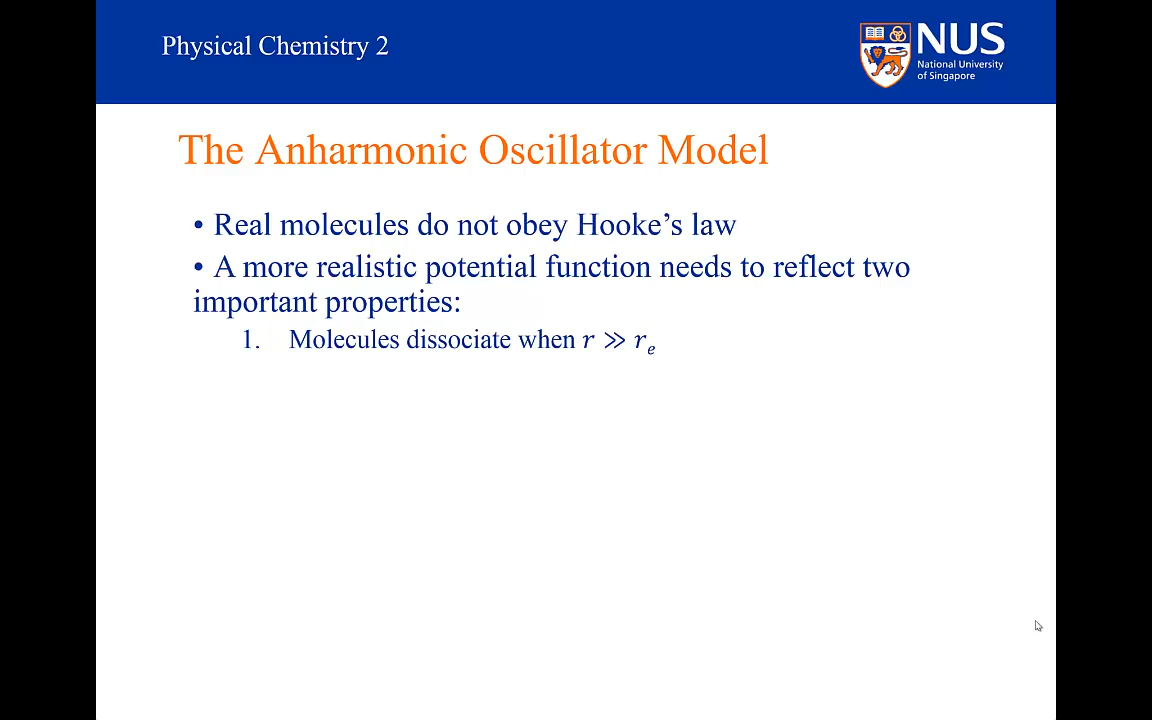 Physical Chemistry 2
NUS
National University
of Singapore
The Anharmonic Oscillator Model
• Real molecules do not obey Hooke’s law
• A more realistic potential function needs to reflect two
important properties:
1. Molecules dissociate when r ≫ rₑ